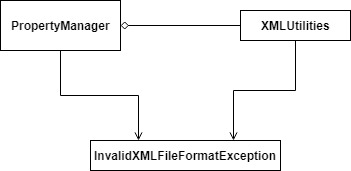 PropertyManager
XMLUtilities
InvalidXMLFileFormatException